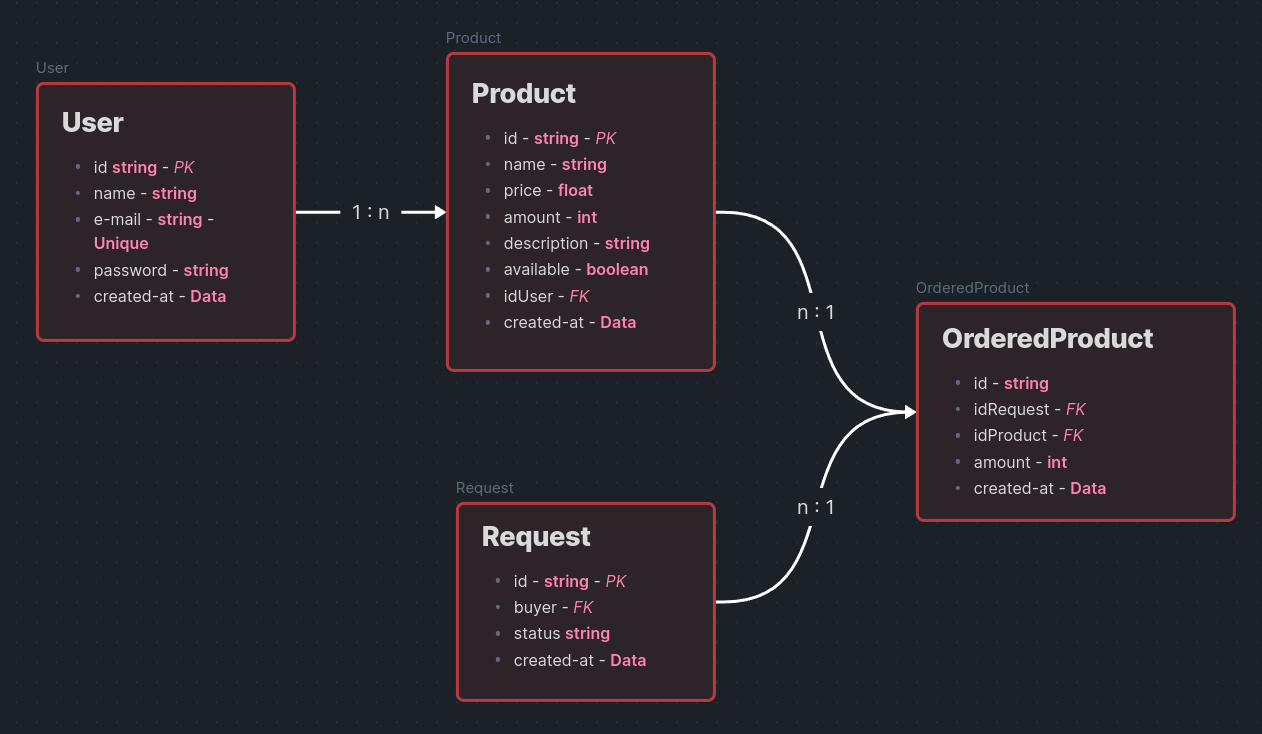 User
User
id string - PK
name - string
e-mail - string -
Unique
password - string
created-at - Data
1 : n
Product
Product
id - string - PK
name - string
price - float
amount - int
description - string
available - boolean
idUser - FK
created-at - Data
n : 1
Request
Request
id - string - PK
buyer - FK
status string
created-at - Data
n : 1
OrderedProduct
OrderedProduct
id - string
idRequest - FK
idProduct - FK
amount - int
created-at - Data